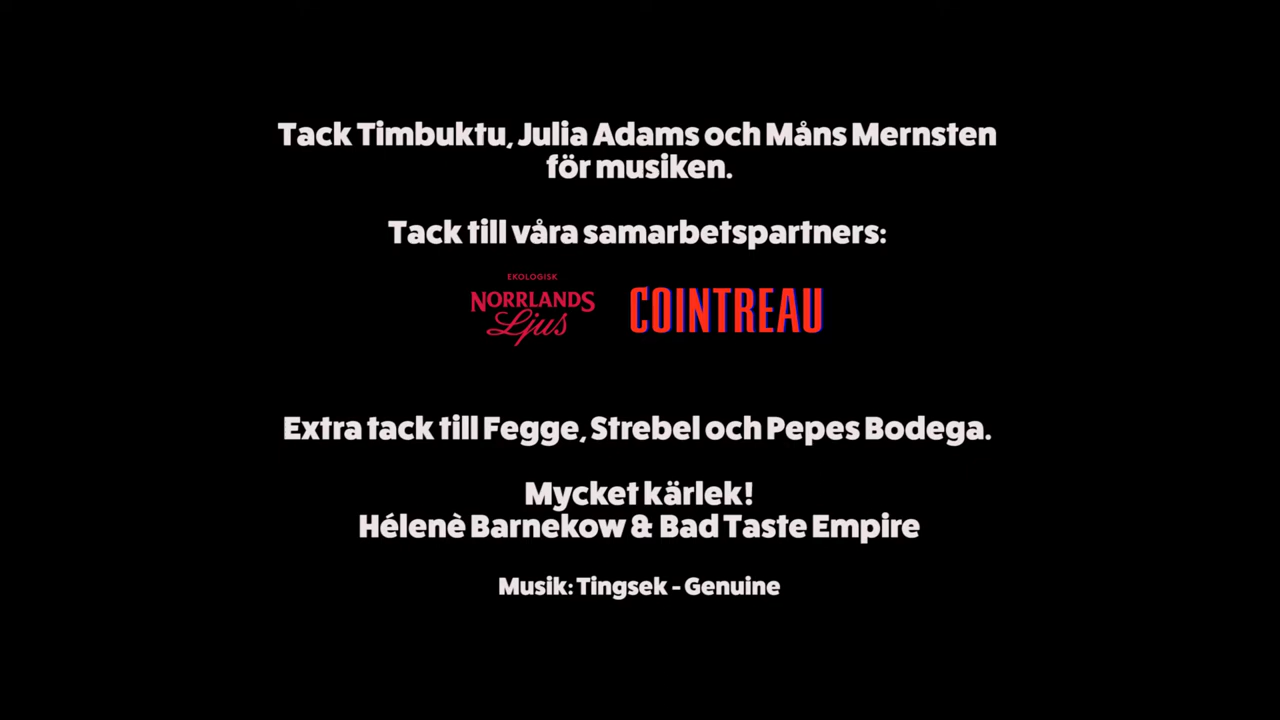 Tack Timbuktu, Julia Adams och Måns Mernsten
för musiken.
Tack till våra samarbetspartners:
EKOLOGISK
NORRLANDS
Ljus
COINTREAU
Extra tack till Fegge, Strebel och Pepes Bodega.
Mycket kärlek!
Hélenè Barnekow & Bad Taste Empire
Musik: Tingsek - Genuine